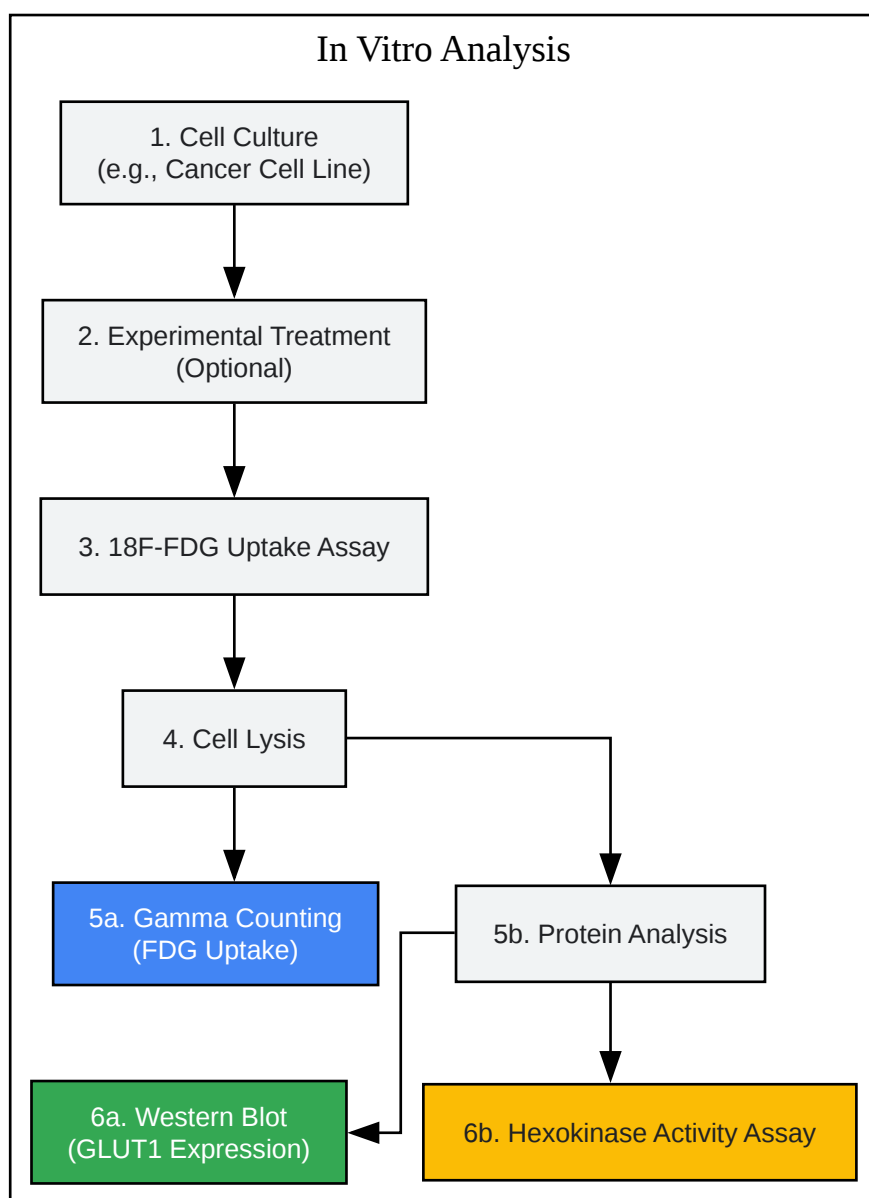 In Vitro Analysis
1. Cell Culture
(e.g., Cancer Cell Line)
2. Experimental Treatment
(Optional)
3. 18F-FDG Uptake Assay
4. Cell Lysis
5a. Gamma Counting
(FDG Uptake)
5b. Protein Analysis
6a. Western Blot
(GLUT1 Expression)
6b. Hexokinase Activity Assay